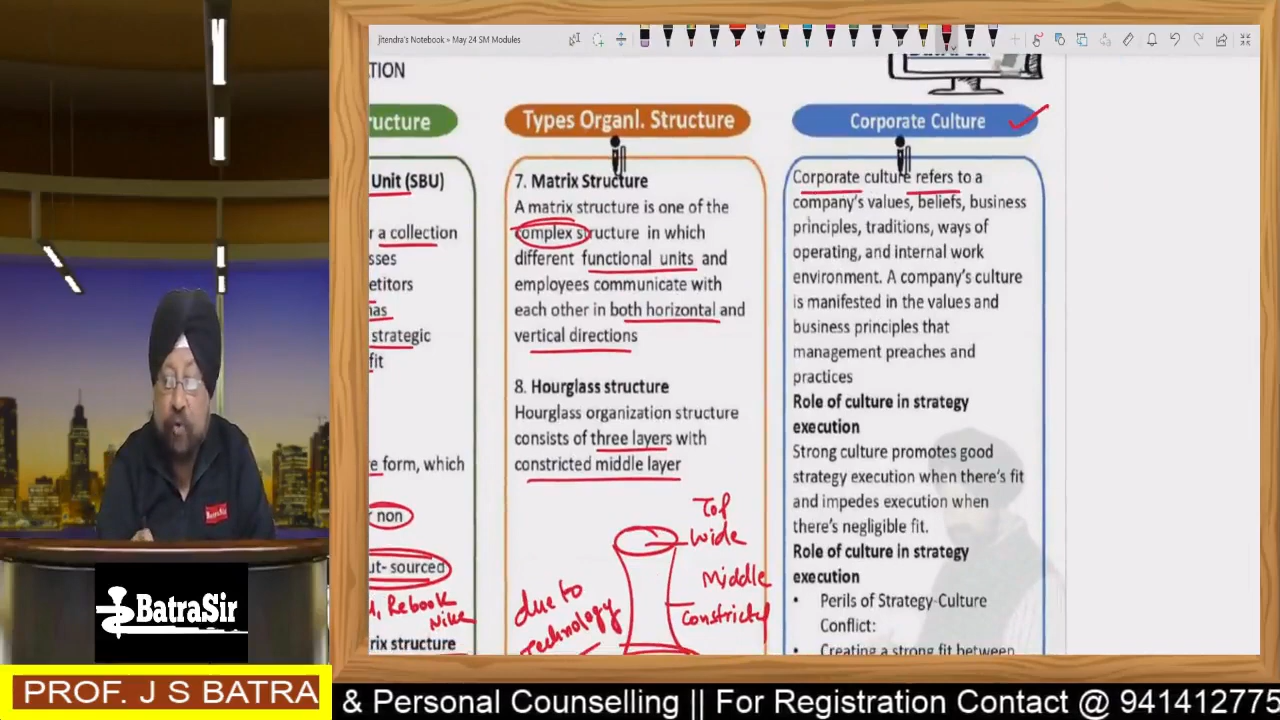 jitendra's Notebook » May 24 SM Modules
TION
ructure
Unit (SBU)
r a collection
sses
etitors
has
strategic
fit
re form, which
r non
ut- sourced
Rebook
Nike
rix structure
Types Organl. Structure
7. Matrix Structure
A matrix structure is one of the
complex structure in which
different functional units and
employees communicate with
each other in both horizontal and
vertical directions
8. Hourglass structure
Hourglass organization structure
consists of three layers with
constricted middle layer
Top
wide
Middle
Constricted
due to
Technology
Corporate Culture
Corporate culture refers to a
company's values, beliefs, business
principles, traditions, ways of
operating, and internal work
environment. A company's culture
is manifested in the values and
business principles that
management preaches and
practices
Role of culture in strategy
execution
Strong culture promotes good
strategy execution when there's fit
and impedes execution when
there's negligible fit.
Role of culture in strategy
execution
• Perils of Strategy-Culture
Conflict:
• Creating a strong fit between
BatraSir
BatraSir
PROF. J S BATRA
& Personal Counselling || For Registration Contact @ 941412775